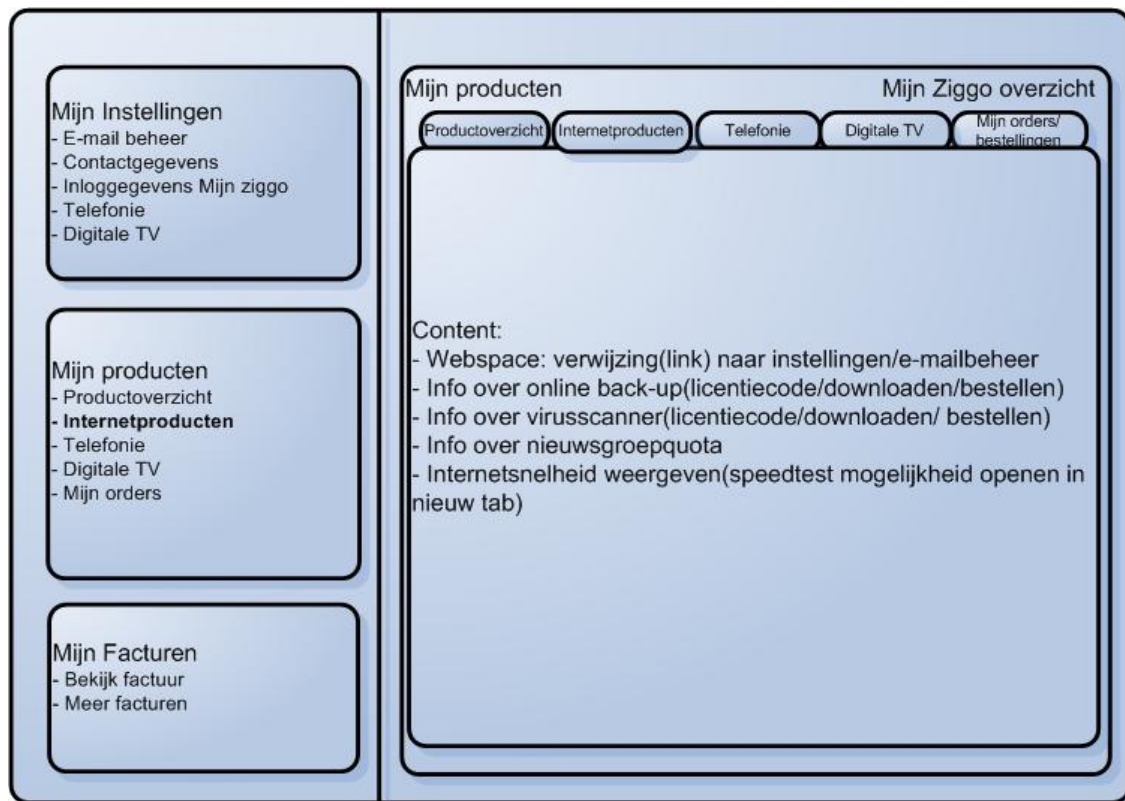 Mijn Instellingen
- E-mail beheer
- Contactgegevens
- Inloggegevens Mijn ziggo
- Telefonie
- Digitale TV
Mijn producten
- Productoverzicht
- Internetproducten
- Telefonie
- Digitale TV
- Mijn orders
Mijn Facturen
- Bekijk factuur
- Meer facturen
Mijn producten
Mijn Ziggo overzicht
Productoverzicht
Internetproducten
Telefonie
Digitale TV
Mijn orders/
bestellingen
Content:
- Webspace: verwijzing(link) naar instellingen/e-mailbeheer
- Info over online back-up(licentiecode/downloaden/bestellen)
- Info over virusscanner(licentiecode/downloaden/ bestellen)
- Info over nieuwsgroepquota
- Internetsnelheid weergeven(speedtest mogelijkheid openen in
nieuw tab)